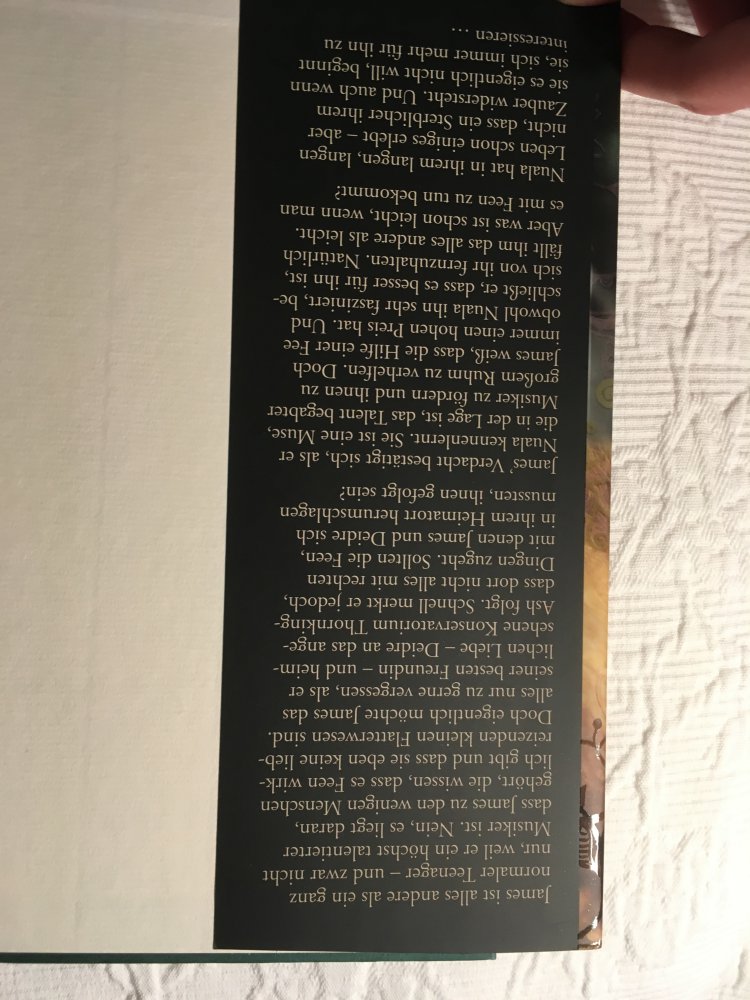 James ist alles andere als ein ganz
normaler Teenager – und zwar nicht
nur, weil er ein höchst talentierter
Musiker ist. Nein, es liegt daran,
dass James zu den wenigen Menschen
gehört, die wissen, dass es Feen wirk-
lich gibt und dass sie eben keine lieb-
reizenden kleinen Flatterwesen sind.
Doch eigentlich möchte James das
alles nur zu gerne vergessen, als er
seiner besten Freundin – und heim-
lichen Liebe – Deidre an das ange-
sehene Konservatorium Thornking-
Ash folgt. Schnell merkt er jedoch,
dass dort nicht alles mit rechten
Dingen zugeht. Sollten die Feen,
mit denen James und Deidre sich
in ihrem Heimatort herumschlagen
mussten, ihnen gefolgt sein?
James’ Verdacht bestätigt sich, als er
Nuala kennenlernt. Sie ist eine Muse,
die in der Lage ist, das Talent begabter
Musiker zu fördern und ihnen zu
großem Ruhm zu verhelfen. Doch
James weiß, dass die Hilfe einer Fee
immer einen hohen Preis hat. Und
obwohl Nuala ihn sehr fasziniert, be-
schließt er, dass es besser für ihn ist,
sich von ihr fernzuhalten. Natürlich
fällt ihm das alles andere als leicht.
Aber was ist schon leicht, wenn man
es mit Feen zu tun bekommt?
Nuala hat in ihrem langen, langen
Leben schon einiges erlebt – aber
nicht, dass ein Sterblicher ihrem
Zauber widersteht. Und auch wenn
sie es eigentlich nicht will, beginnt
sie, sich immer mehr für ihn zu
interessieren …